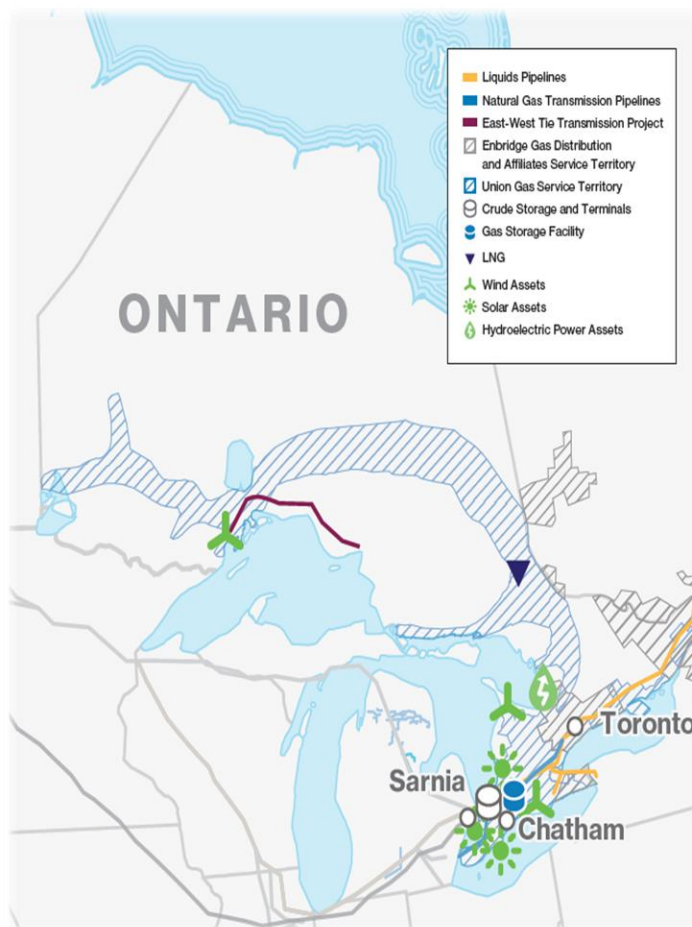 Liquids Pipelines
Natural Gas Transmission Pipelines
East-West Tie Transmission Project
Enbridge Gas Distribution
and Affiliates Service Territory
Union Gas Service Territory
Crude Storage and Terminals
Gas Storage Facility
LNG
Wind Assets
Solar Assets
Hydroelectric Power Assets
ONTARIO
Toronto
Sarnia
Chatham